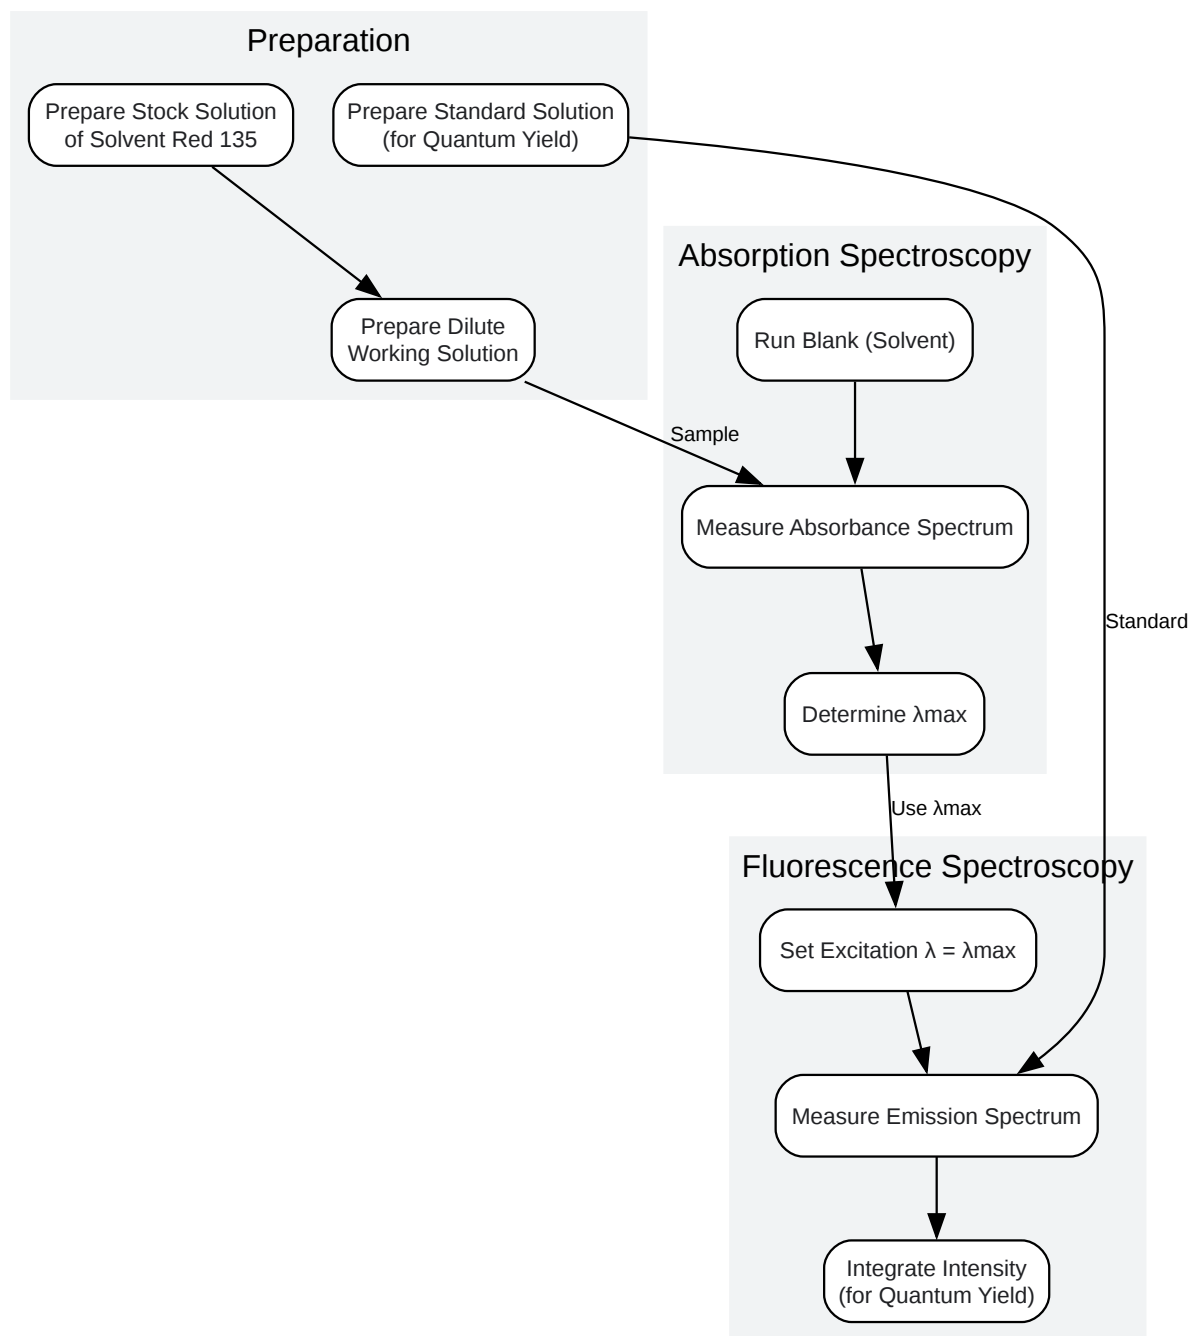 Preparation
Prepare Stock Solution
of Solvent Red 135
Prepare Standard Solution
(for Quantum Yield)
Prepare Dilute
Working Solution
Absorption Spectroscopy
Run Blank (Solvent)
Sample
Measure Absorbance Spectrum
Standard
Determine λmax
Use λmax
Fluorescence Spectroscopy
Set Excitation λ = λmax
Measure Emission Spectrum
Integrate Intensity
(for Quantum Yield)